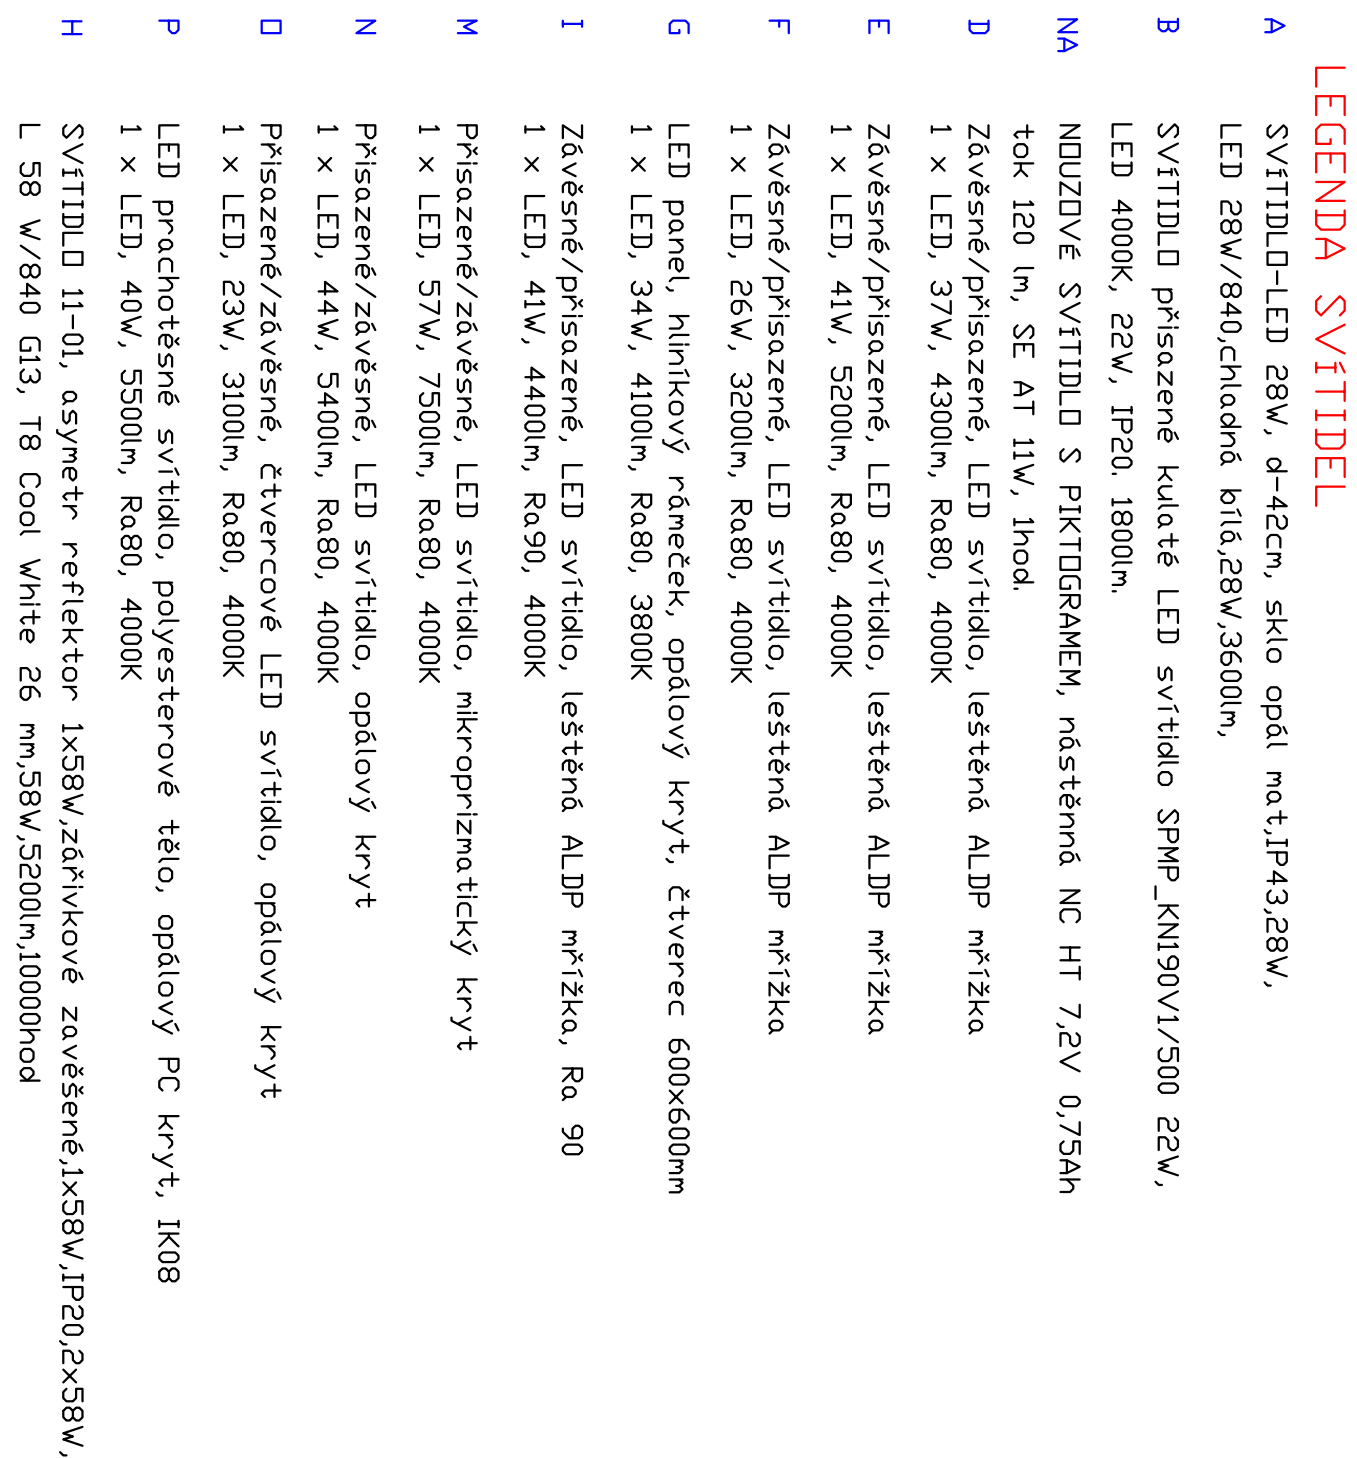 LEGENDA SVÍTIDEL
A SVÍTIDLO-LED 28W, d-42cm, sklo opál mat,IP43,28W,
LED 28W/840,chladná bílá,28W,3600lm,
B SVÍTIDLO přisazené kulaté LED svítidlo SPMP_KN190V1/500 22W,
LED 4000K, 22W, IP20. 1800lm.
NA NOUZOVÉ SVÍTIDLO S PIKTOGRAMEM, nástěnná NC HT 7,2V 0,75Ah
tok 120 lm, SE AT 11W, 1hod.
D Závěsné/přisazené, LED svítidlo, leštěná ALDP mřížka
1 x LED, 37W, 4300lm, Ra80, 4000K
E Závěsné/přisazené, LED svítidlo, leštěná ALDP mřížka
1 x LED, 41W, 5200lm, Ra80, 4000K
F Závěsné/přisazené, LED svítidlo, leštěná ALDP mřížka
1 x LED, 26W, 3200lm, Ra80, 4000K
G LED panel, hliníkový rámeček, opálový kryt, čtverec 600x600mm
1 x LED, 34W, 4100lm, Ra80, 3800K
I Závěsné/přisazené, LED svítidlo, leštěná ALDP mřížka, Ra 90
1 x LED, 41W, 4400lm, Ra90, 4000K
M Přisazené/závěsné, LED svítidlo, mikroprizmatický kryt
1 x LED, 57W, 7500lm, Ra80, 4000K
N Přisazené/závěsné, LED svítidlo, opálový kryt
1 x LED, 44W, 5400lm, Ra80, 4000K
O Přisazené/závěsné, čtvercové LED svítidlo, opálový kryt
1 x LED, 23W, 3100lm, Ra80, 4000K
P LED prachotěsné svítidlo, polyesterové tělo, opálový PC kryt, IK08
1 x LED, 40W, 5500lm, Ra80, 4000K
H SVÍTIDLO 11-01, asymetr reflektor 1x58W,zářivkové zavěšené,1x58W,IP20,2x58W,
L 58 W/840 G13, T8 Cool White 26 mm,58W,5200lm,10000hod